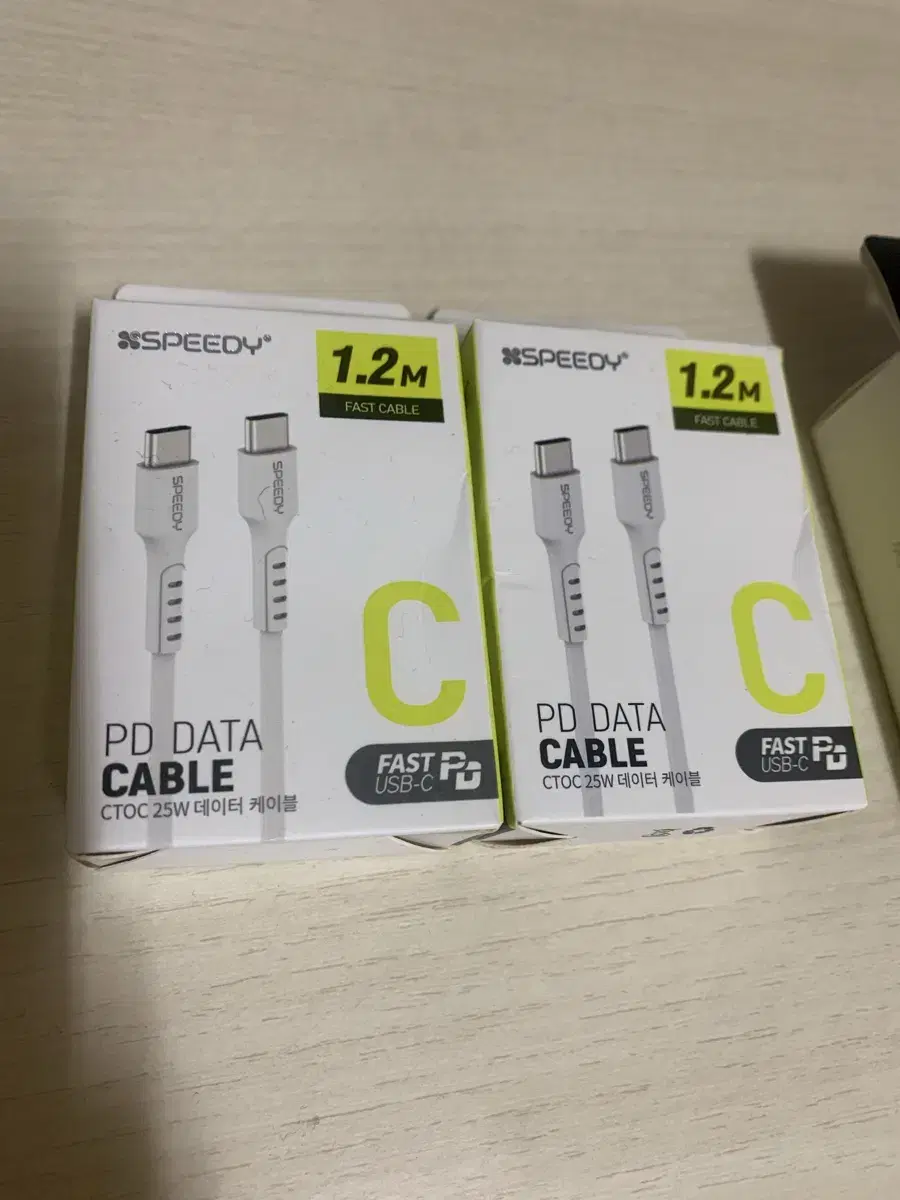 SPEEDY
1.2M
FAST CABLE
SPEEDY
SPEEDY
C
PD DATA
CABLE
CTOC 25W 데이터 케이블
FAST
USB-C
PD
SPEEDY
1.2M
FAST CABLE
SPEEDY
SPEEDY
C
PD DATA
CABLE
CTOC 25W 데이터 케이블
FAST
USB-C
PD